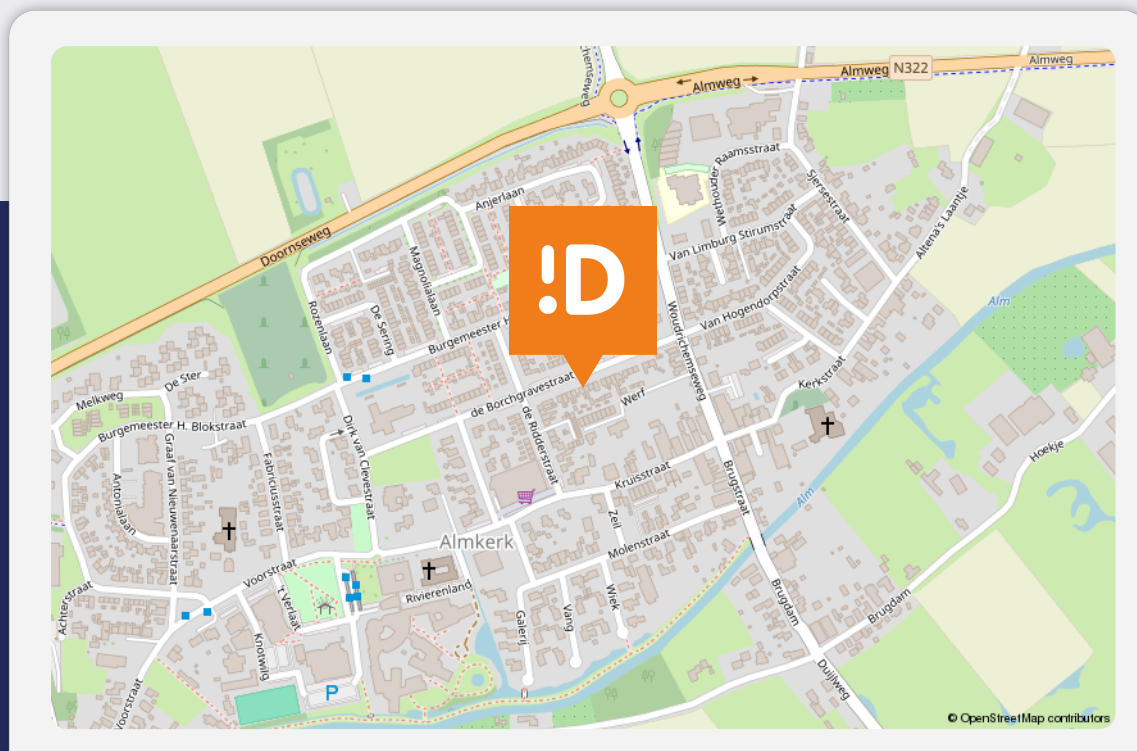 chemseweg
Almweg
Almweg
N322
Almweg
Anjerlaan
Wethouder Raamsstraat
Sjersestraat
Altena's Laantje
Doornseweg
Magnolialaan
Van Limburg Stirumstraat
!D
Rozenlaan
De Sering
Burgemeester H
Woudrichemseweg
Van Hogendorpstraat
Alm
De Ster
Melkweg
de Borchgravestraat
Werf
Kerkstraat
Burgemeester H. Blokstraat
Dirk van Clevestraat
de Ridderstraat
Graaf van Nieuwenaarstraat
Fabriciusstraat
Antonialaan
Kruisstraat
Brugstraat
Alm
Hoekje
Zeil
Almkerk
Molenstraat
Voorstraat
Achterstraat
't Verlaat
Rivierenland
Wiek
Vang
Galerij
Brugdam
Brugdam
Knotwilg
Voorstraat
P
Duijlweg
© OpenStreetMap contributors